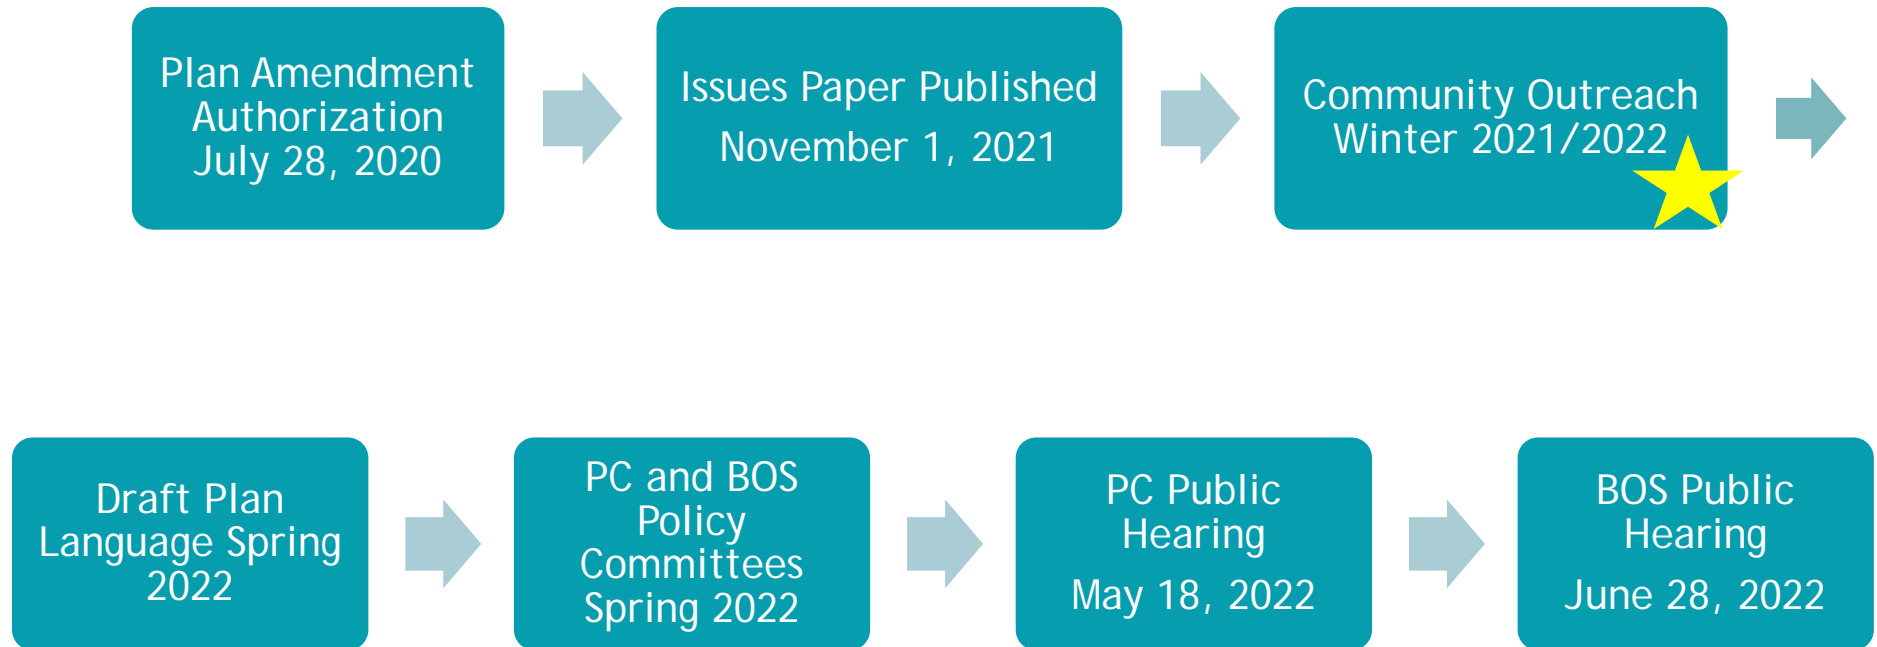 Plan Amendment
Authorization
July 28, 2020
Issues Paper Published
November 1, 2021
Community Outreach
Winter 2021/2022
Draft Plan
Language Spring
2022
PC and BOS
Policy
Committees
Spring 2022
PC Public
Hearing
May 18, 2022
BOS Public
Hearing
June 28, 2022